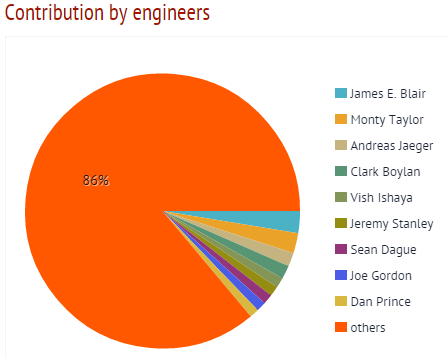 Contribution by engineers
86%
James E. Blair
Monty Taylor
Andreas Jaeger
Clark Boylan
Vish Ishaya
Jeremy Stanley
Sean Dague
Joe Gordon
Dan Prince
others